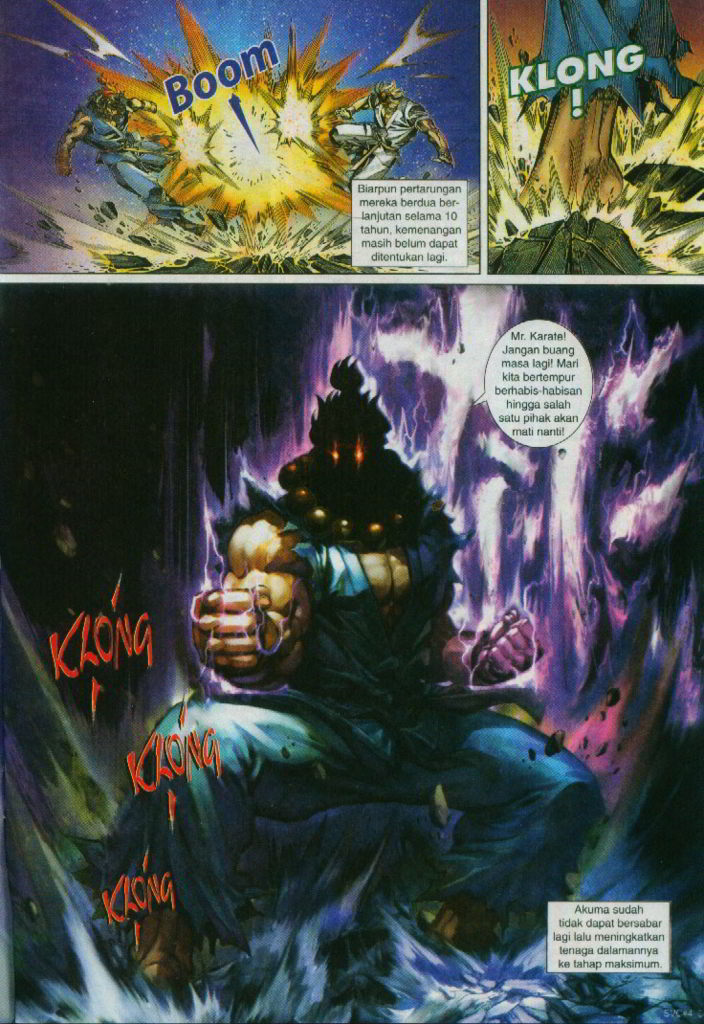 BOOM
Biarpun pertarungan
mereka berdua ber-
lanjutan selama 10
tahun, kemenangan
masih belum dapat
ditentukan lagi.
KLONG
!
Mr. Karate!
Jangan buang
masa lagi! Mari
kita bertempur
berhabis-habisan
hingga salah
satu pihak akan
mati nanti!
KLONG
!
KLONG
!
KLONG
!
Akuma sudah
tidak dapat bersabar
lagi lalu meningkatkan
tenaga dalamannya
ke tahap maksimum.